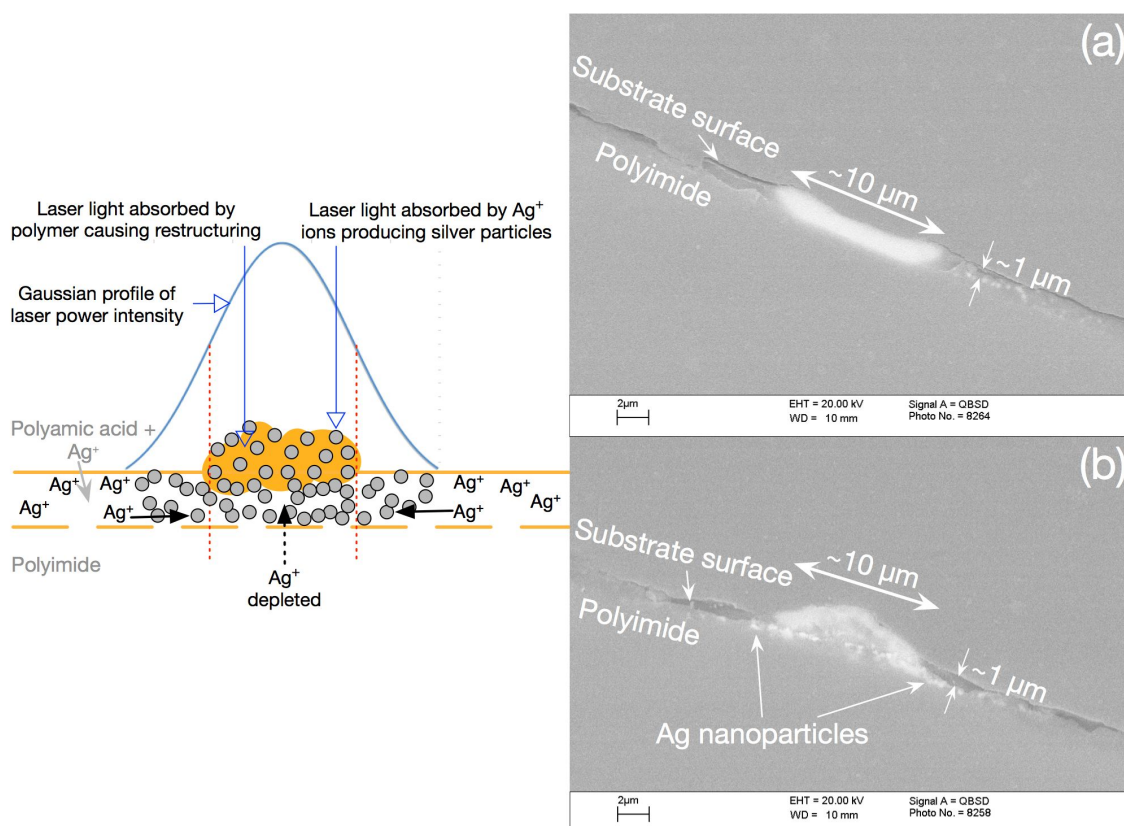 Laser light absorbed by
polymer causing restructuring
Laser light absorbed by Ag⁺
ions producing silver particles
Gaussian profile of
laser power intensity
Polyamic acid +
Ag⁺
Ag⁺
Ag⁺
Ag⁺
Ag⁺
Ag⁺
Ag⁺
Ag⁺
Ag⁺
Polyimide
Ag⁺
depleted
(a)
Substrate surface
Polyimide
~10 µm
~1 µm
2µm
EHT = 20.00 kV
WD = 10 mm
Signal A = QBSD
Photo No. = 8264
(b)
Substrate surface
Polyimide
~10 µm
~1 µm
Ag nanoparticles
2µm
EHT = 20.00 kV
WD = 10 mm
Signal A = QBSD
Photo No. = 8258